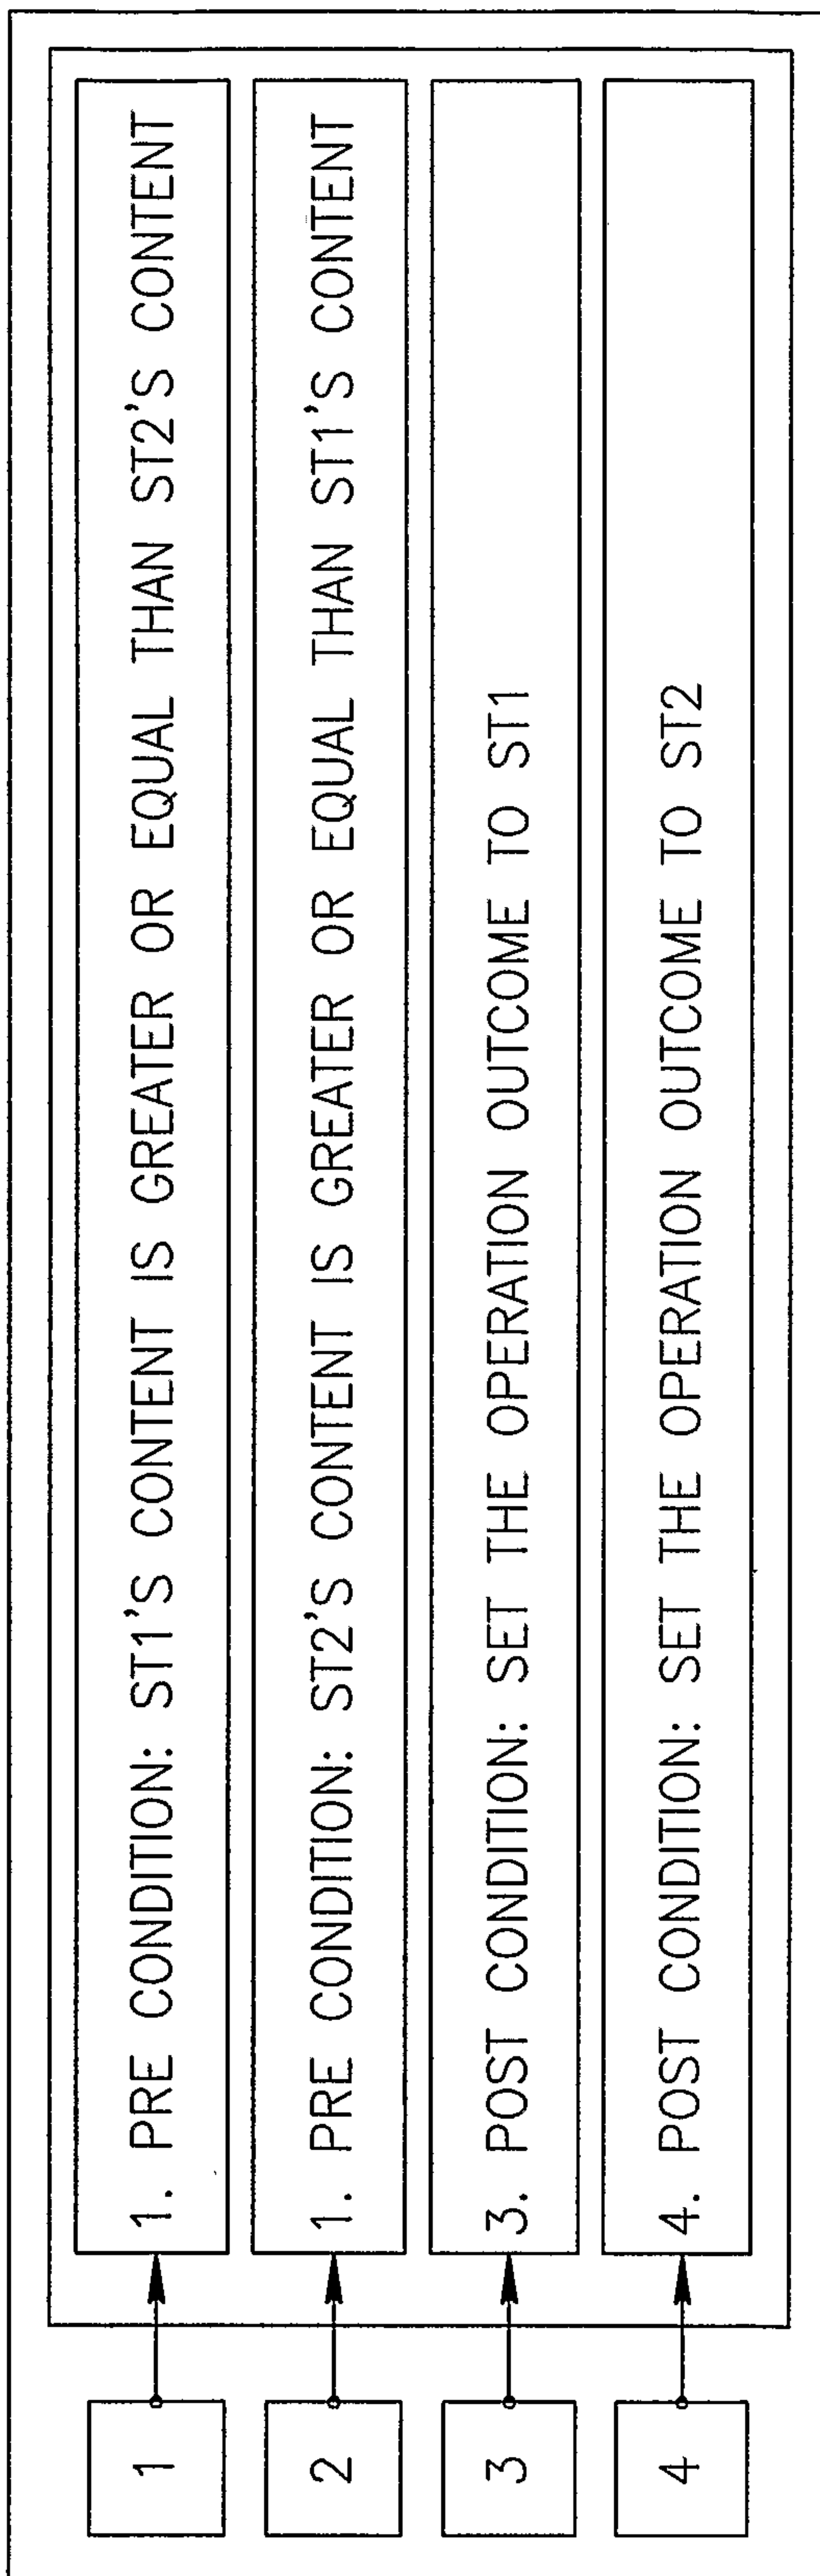 1
1. PRE CONDITION: ST1'S CONTENT IS GREATER OR EQUAL THAN ST2'S CONTENT
2
1. PRE CONDITION: ST2'S CONTENT IS GREATER OR EQUAL THAN ST1'S CONTENT
3
3. POST CONDITION: SET THE OPERATION OUTCOME TO ST1
4
4. POST CONDITION: SET THE OPERATION OUTCOME TO ST2